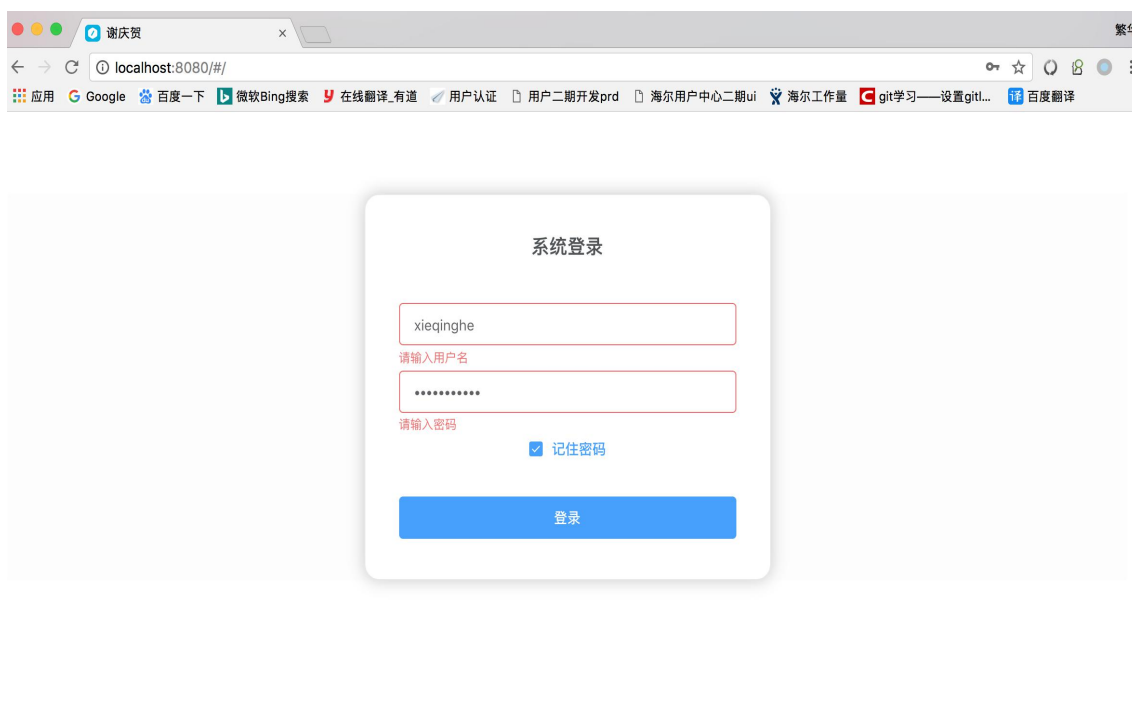 谢庆贺
localhost:8080/#/
应用 Google 百度一下 微软Bing搜索 在线翻译_有道 用户认证 用户二期开发prd 海尔用户中心二期ui 海尔工作量 git学习——设置gitl... 百度翻译
系统登录
xieqinghe
请输入用户名
•••••••••••
请输入密码
记住密码
登录